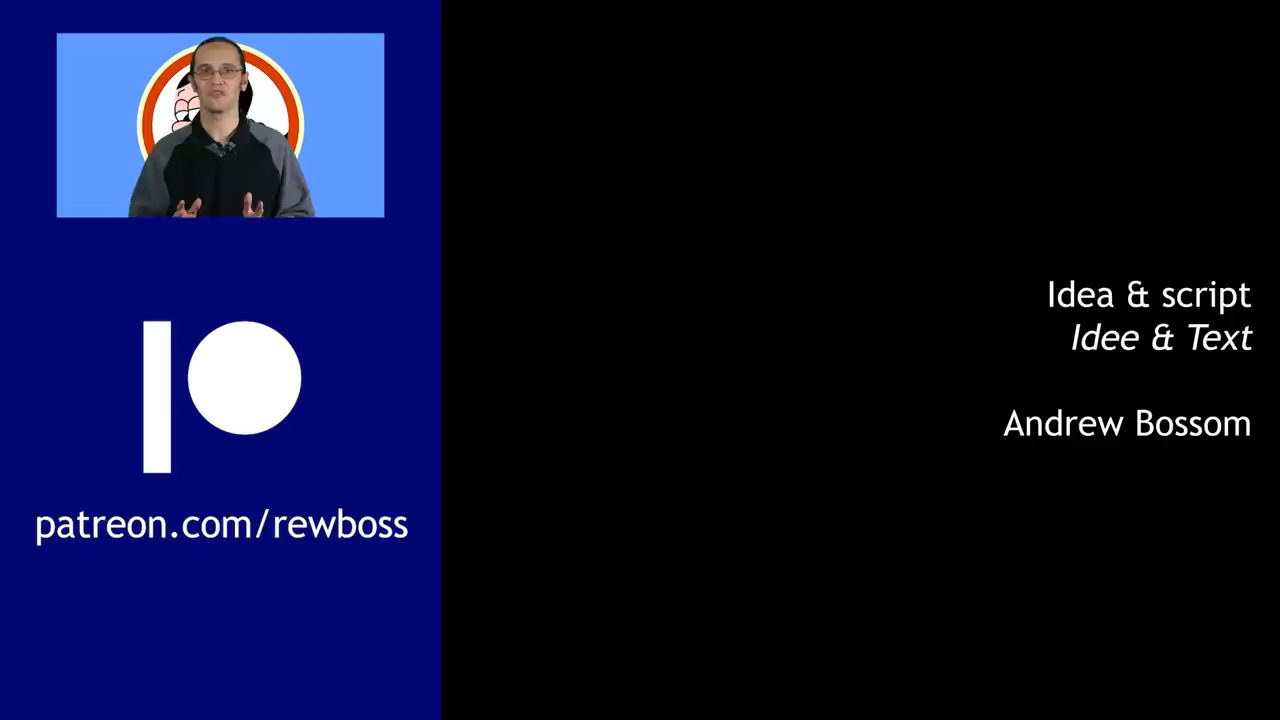 patreon.com/rewboss
Idea & script
Idee & Text
Andrew Bossom